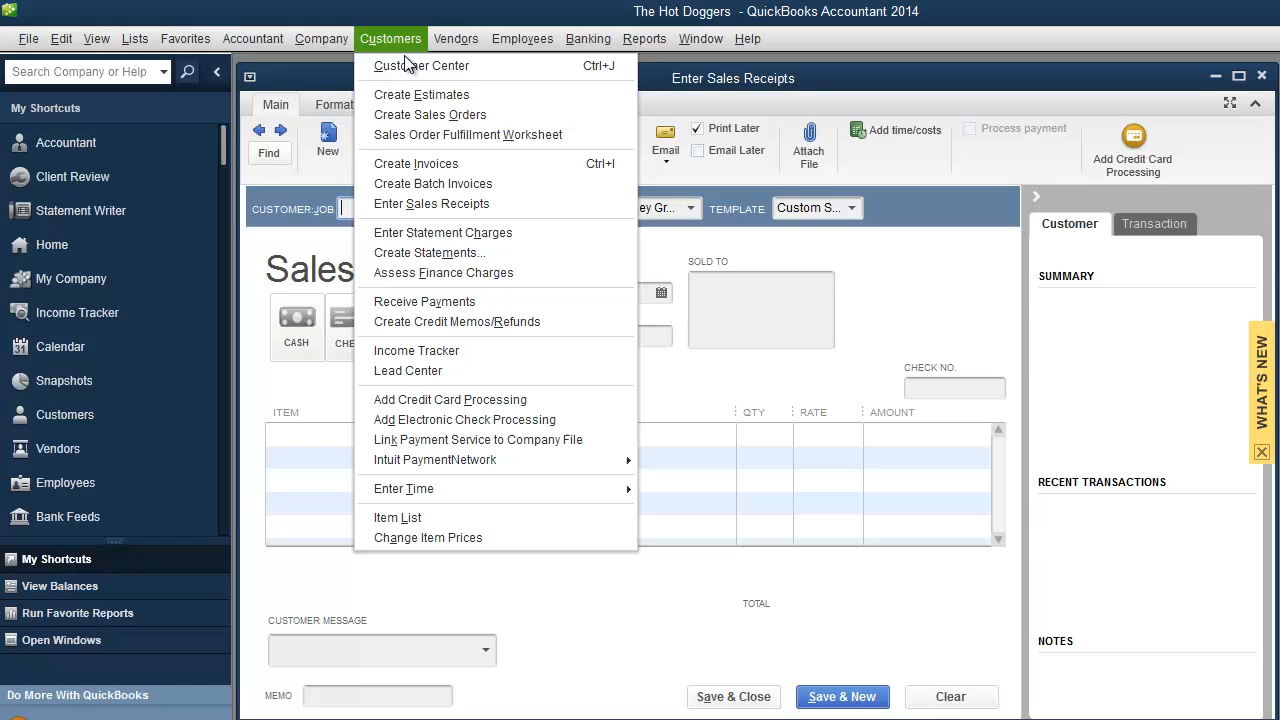 The Hot Doggers - QuickBooks Accountant 2014
File Edit View Lists Favorites Accountant Company Customers Vendors Employees Banking Reports Window Help
Search Company or Help
My Shortcuts
Accountant
Client Review
Statement Writer
Home
My Company
Income Tracker
Calendar
Snapshots
Customers
Vendors
Employees
Bank Feeds
My Shortcuts
View Balances
Run Favorite Reports
Open Windows
Do More With QuickBooks
Customer Center Ctrl+J
Create Estimates
Create Sales Orders
Sales Order Fulfillment Worksheet
Create Invoices Ctrl+I
Create Batch Invoices
Enter Sales Receipts
Enter Statement Charges
Create Statements...
Assess Finance Charges
Receive Payments
Create Credit Memos/Refunds
Income Tracker
Lead Center
Add Credit Card Processing
Add Electronic Check Processing
Link Payment Service to Company File
Intuit PaymentNetwork
Enter Time
Item List
Change Item Prices
Enter Sales Receipts
Main Format
Find
New
Email
Print Later
Email Later
Attach
File
Add time/costs
Process payment
Add Credit Card
Processing
CUSTOMER:JOB
ey Gr...
TEMPLATE Custom S...
Sales
SOLD TO
CASH
CHE
CHECK NO.
ITEM QTY RATE AMOUNT
TOTAL
CUSTOMER MESSAGE
MEMO
Save & Close Save & New Clear
Customer Transaction
SUMMARY
RECENT TRANSACTIONS
NOTES
WHAT'S NEW